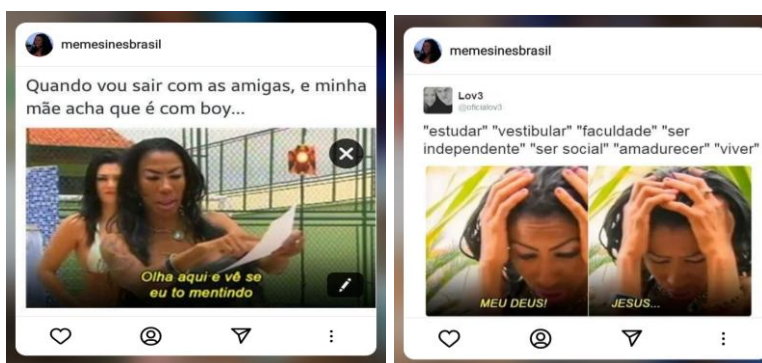 memesinesbrasil
Quando vou sair com as amigas, e minha
mãe acha que é com boy...
Olha aqui e vê se
eu to mentindo
memesinesbrasil
Lov3
@oficialov3
"estudar" "vestibular" "faculdade" "ser
independente" "ser social" "amadurecer" "viver"
MEU DEUS!
JESUS...